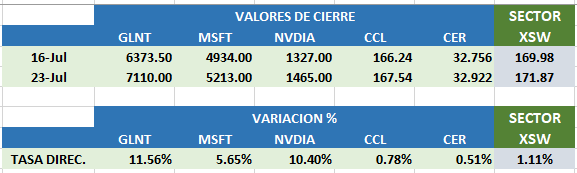 VALORES DE CIERRE SECTOR
GLNT MSFT NVDIA CCL CER XSW
16-Jul 6373.50 4934.00 1327.00 166.24 32.756 169.98
23-Jul 7110.00 5213.00 1465.00 167.54 32.922 171.87
VARIACION % SECTOR
GLNT MSFT NVDIA CCL CER XSW
TASA DIREC. 11.56% 5.65% 10.40% 0.78% 0.51% 1.11%